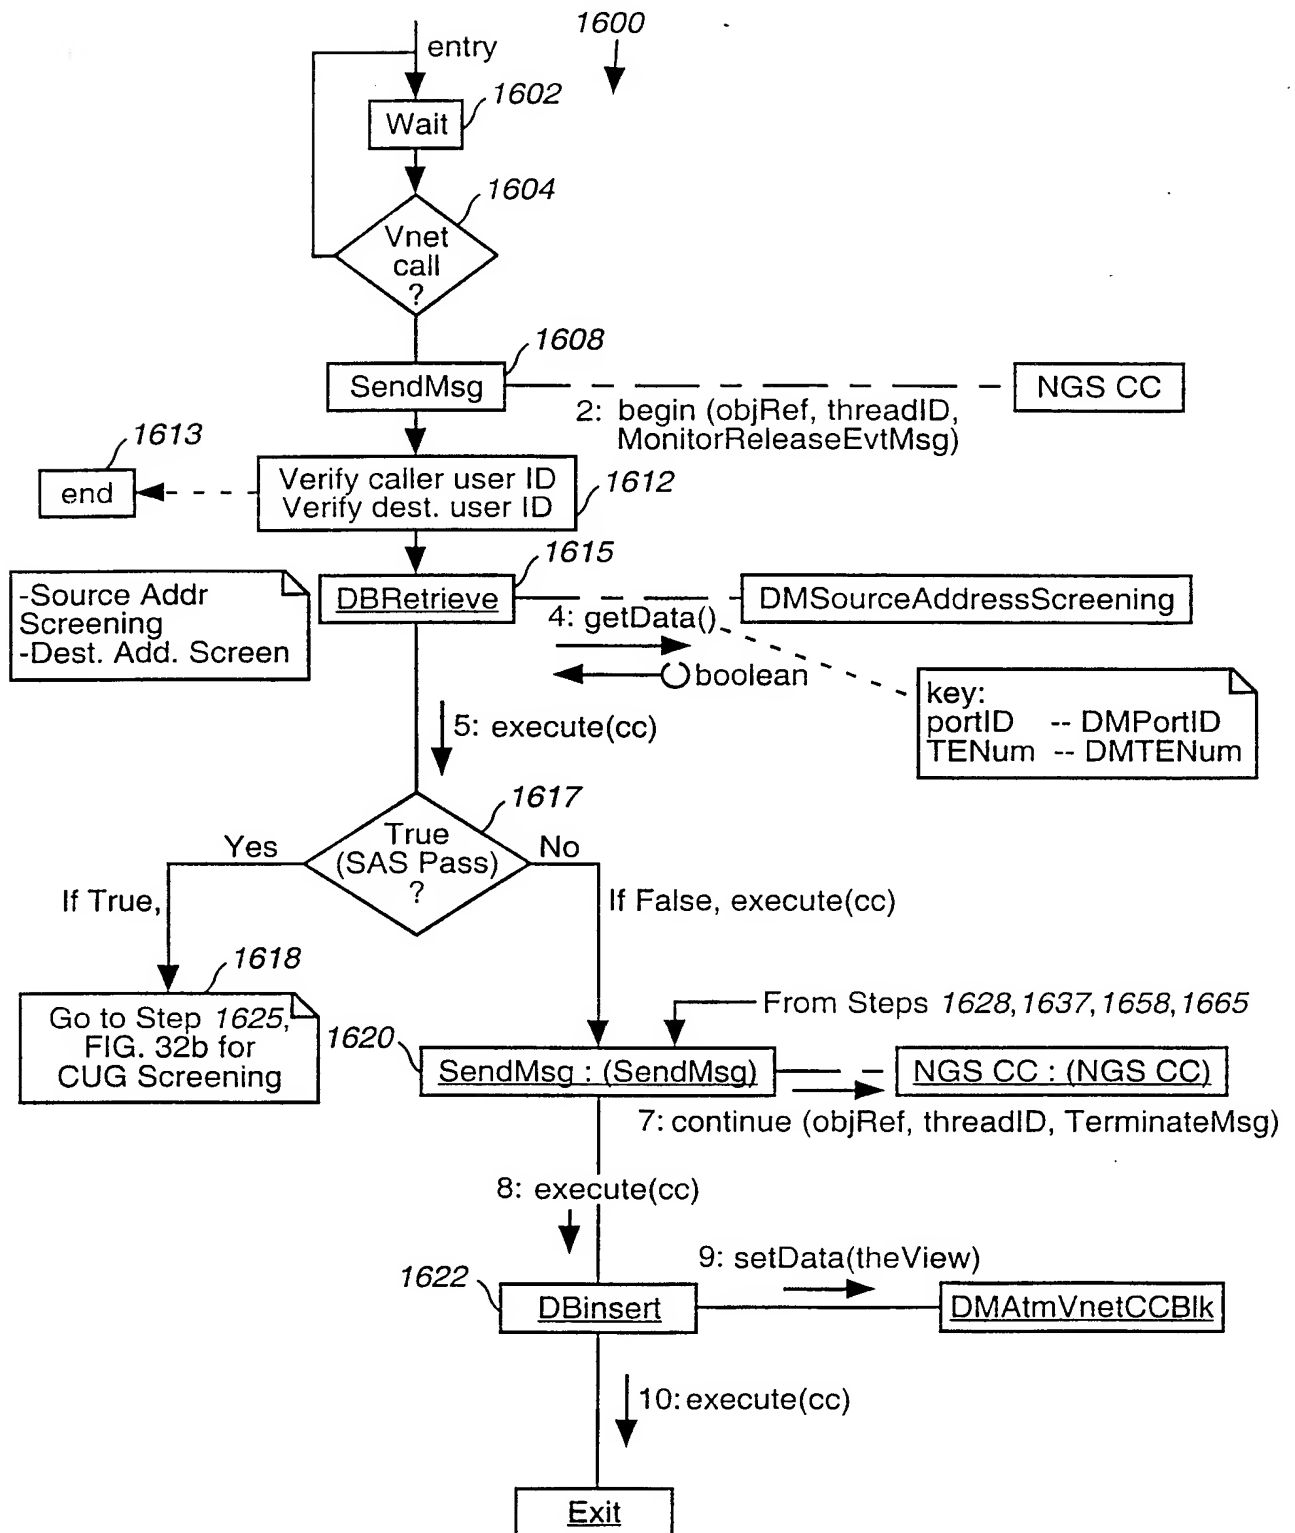 1600
entry
1602
Wait
1604
Vnet
call
?
1608
SendMsg
NGS CC
2: begin (objRef, threadID,
MonitorReleaseEvtMsg)
1613
end
Verify caller user ID
Verify dest. user ID
1612
1615
-Source Addr
Screening
-Dest. Add. Screen
DBRetrieve
DMSourceAddressScreening
4: getData()
boolean
key:
portID -- DMPortID
TENum -- DMTENum
5: execute(cc)
1617
True
(SAS Pass)
?
Yes
No
If True,
If False, execute(cc)
1618
Go to Step 1625,
FIG. 32b for
CUG Screening
From Steps 1628, 1637, 1658, 1665
1620
SendMsg : (SendMsg)
NGS CC : (NGS CC)
7: continue (objRef, threadID, TerminateMsg)
8: execute(cc)
9: setData(theView)
1622
DBinsert
DMAtmVnetCCBlk
10: execute(cc)
Exit